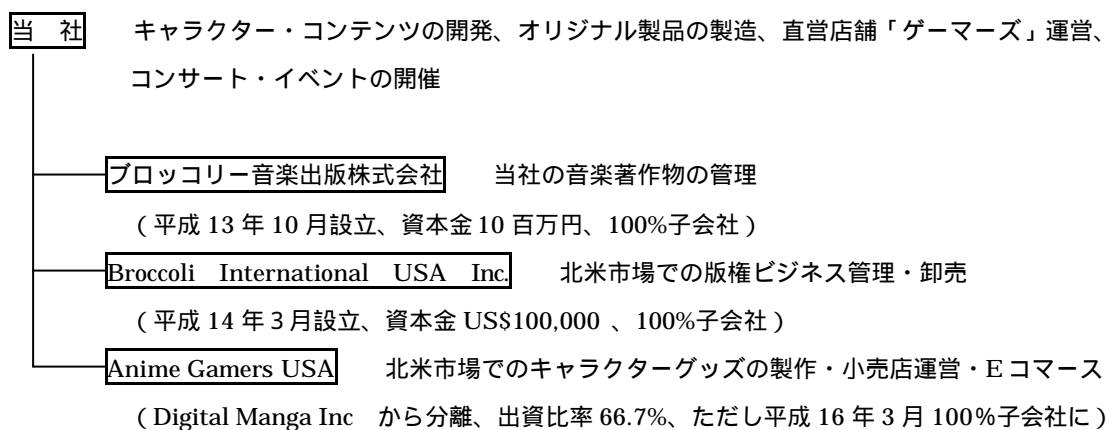 当　社　　キャラクター・コンテンツの開発、オリジナル製品の製造、直営店舗「ゲーマーズ」運営、
コンサート・イベントの開催
ブロッコリー音楽出版株式会社　　当社の音楽著作物の管理
（平成 13 年 10 月設立、資本金 10 百万円、100%子会社）
Broccoli International USA Inc.　　北米市場での版権ビジネス管理・卸売
（平成 14 年３月設立、資本金 US$100,000 、100%子会社）
Anime Gamers USA　　北米市場でのキャラクターグッズの製作・小売店運営・E コマース
（Digital Manga Inc　から分離、出資比率 66.7%、ただし平成 16 年 3 月 100%子会社に）